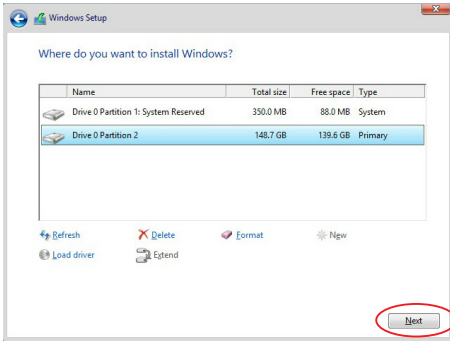 Windows Setup
Where do you want to install Windows?
Name Total size Free space Type
Drive 0 Partition 1: System Reserved 350.0 MB 88.0 MB System
Drive 0 Partition 2 148.7 GB 139.6 GB Primary
Refresh Delete Format New
Load driver Extend
Next